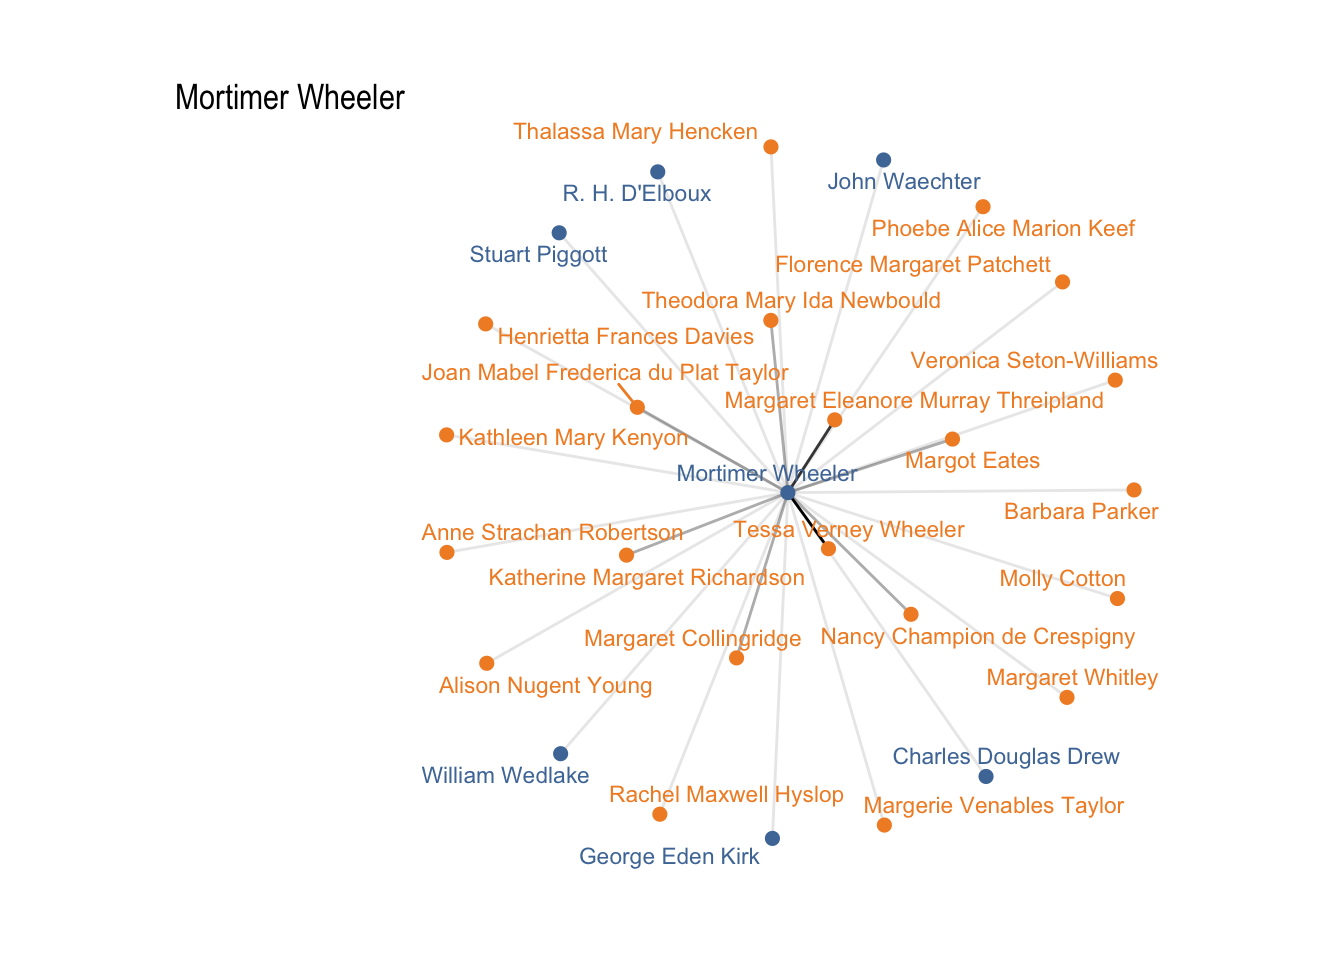 Mortimer Wheeler
Thalassa Mary Hencken
John Waechter
R. H. D'Elboux
Phoebe Alice Marion Keef
Stuart Piggott
Florence Margaret Patchett
Theodora Mary Ida Newbould
Henrietta Frances Davies
Veronica Seton-Williams
Joan Mabel Frederica du Plat Taylor
Margaret Eleanore Murray Threipland
Kathleen Mary Kenyon
Margot Eates
Mortimer Wheeler
Barbara Parker
Anne Strachan Robertson
Tessa Verney Wheeler
Katherine Margaret Richardson
Molly Cotton
Margaret Collingridge
Nancy Champion de Crespigny
Margaret Whitley
Alison Nugent Young
Charles Douglas Drew
William Wedlake
Rachel Maxwell Hyslop
Margerie Venables Taylor
George Eden Kirk